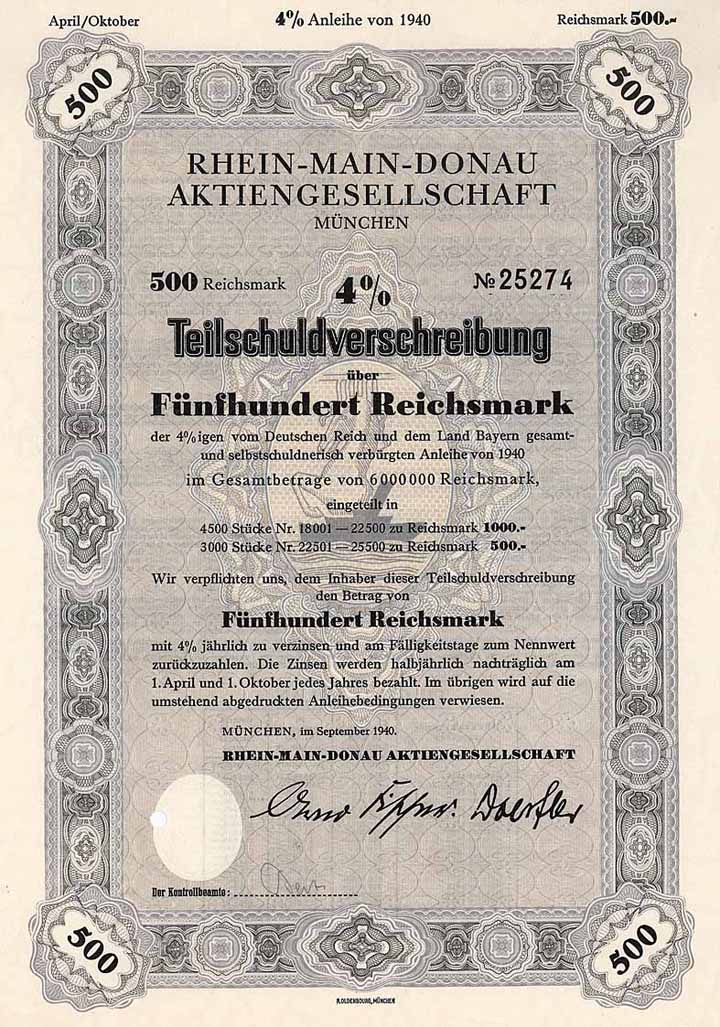 April/Oktober 4% Anleihe von 1940 Reichsmark 500.-
500 500
RHEIN-MAIN-DONAU
AKTIENGESELLSCHAFT
MÜNCHEN
500 Reichsmark 4% № 25274
Teilschuldverschreibung
über
Fünfhundert Reichsmark
der 4%igen vom Deutschen Reich und dem Land Bayern gesamt-
und selbstschuldnerisch verbürgten Anleihe von 1940
im Gesamtbetrage von 6000000 Reichsmark,
eingeteilt in
4500 Stücke Nr. 18001 — 22500 zu Reichsmark 1000.-
3000 Stücke Nr. 22501 — 25500 zu Reichsmark 500.-
Wir verpflichten uns, dem Inhaber dieser Teilschuldverschreibung
den Betrag von
Fünfhundert Reichsmark
mit 4% jährlich zu verzinsen und am Fälligkeitstage zum Nennwert
zurückzuzahlen. Die Zinsen werden halbjährlich nachträglich am
1. April und 1. Oktober jedes Jahres bezahlt. Im übrigen wird auf die
umstehend abgedruckten Anleihebedingungen verwiesen.
MÜNCHEN, im September 1940.
RHEIN-MAIN-DONAU AKTIENGESELLSCHAFT
Der Kontrollbeamte:
500 500
R.OLDENBOURG, MÜNCHEN